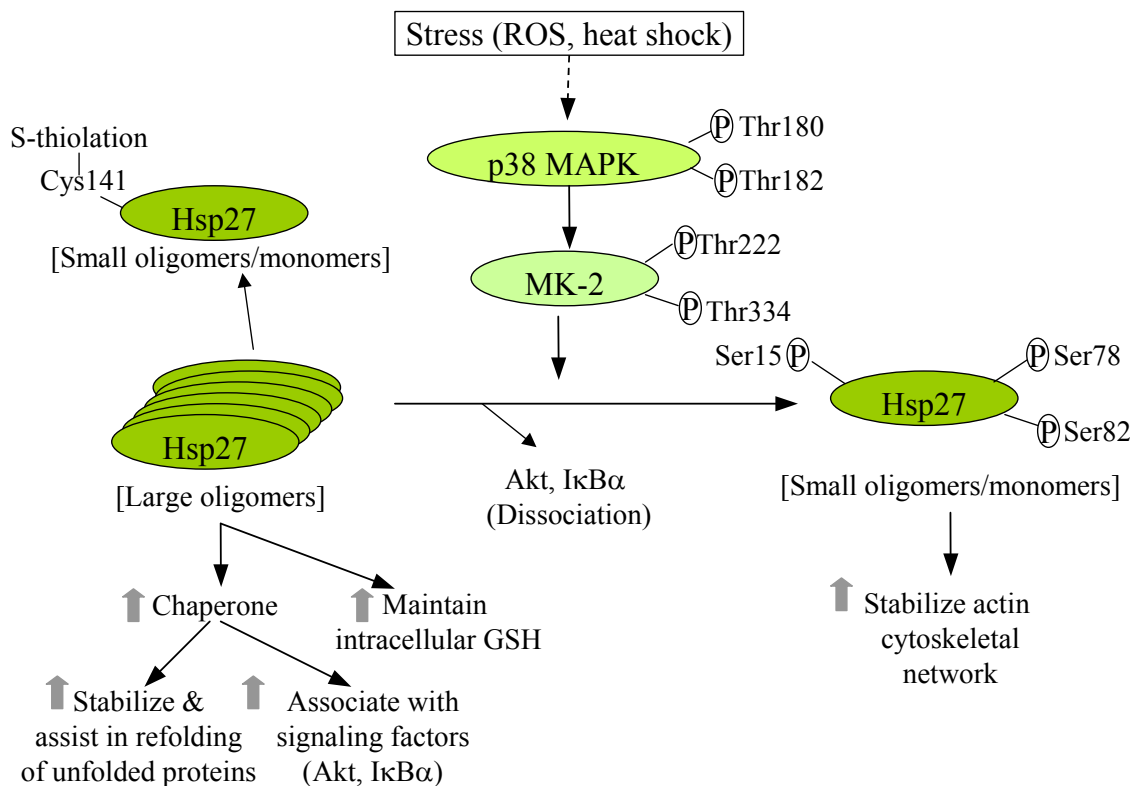 Stress (ROS, heat shock)
p38 MAPK
P Thr180
P Thr182
S-thiolation
Cys141
Hsp27
[Small oligomers/monomers]
MK-2
P Thr222
P Thr334
Hsp27
[Large oligomers]
Akt, IκBα
(Dissociation)
Ser15 P
P Ser78
Hsp27
P Ser82
[Small oligomers/monomers]
Chaperone
Maintain
intracellular GSH
Stabilize &
assist in refolding
of unfolded proteins
Associate with
signaling factors
(Akt, IκBα)
Stabilize actin
cytoskeletal
network